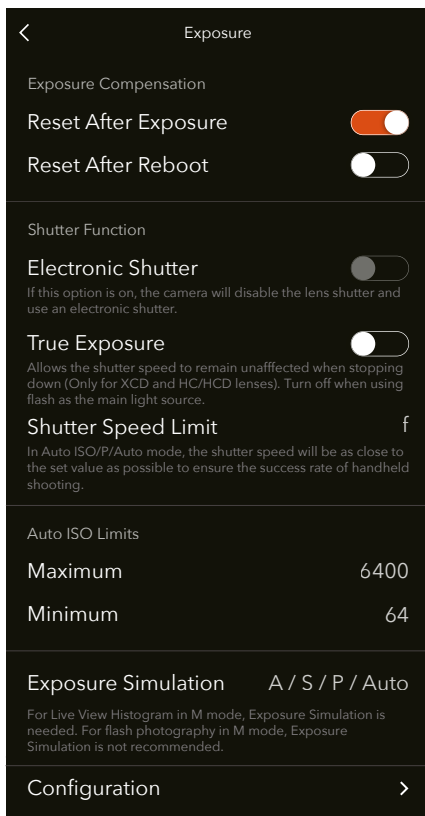 Exposure
Exposure Compensation
Reset After Exposure
Reset After Reboot
Shutter Function
Electronic Shutter
If this option is on, the camera will disable the lens shutter and
use an electronic shutter.
True Exposure
Allows the shutter speed to remain unafffected when stopping
down (Only for XCD and HC/HCD lenses). Turn off when using
flash as the main light source.
Shutter Speed Limit f
In Auto ISO/P/Auto mode, the shutter speed will be as close to
the set value as possible to ensure the success rate of handheld
shooting.
Auto ISO Limits
Maximum 6400
Minimum 64
Exposure Simulation A / S / P / Auto
For Live View Histogram in M mode, Exposure Simulation is
needed. For flash photography in M mode, Exposure
Simulation is not recommended.
Configuration